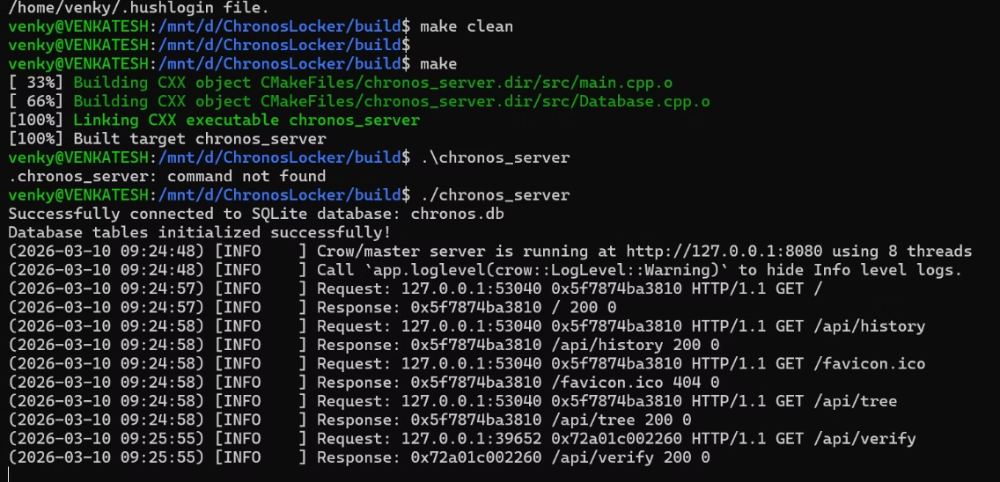 /home/venky/.hushlogin file.
venky@VENKATESH:/mnt/d/ChronosLocker/build$ make clean
venky@VENKATESH:/mnt/d/ChronosLocker/build$
venky@VENKATESH:/mnt/d/ChronosLocker/build$ make
[ 33%] Building CXX object CMakeFiles/chronos_server.dir/src/main.cpp.o
[ 66%] Building CXX object CMakeFiles/chronos_server.dir/src/Database.cpp.o
[100%] Linking CXX executable chronos_server
[100%] Built target chronos_server
venky@VENKATESH:/mnt/d/ChronosLocker/build$ .\chronos_server
.chronos_server: command not found
venky@VENKATESH:/mnt/d/ChronosLocker/build$ ./chronos_server
Successfully connected to SQLite database: chronos.db
Database tables initialized successfully!
(2026-03-10 09:24:48) [INFO    ] Crow/master server is running at http://127.0.0.1:8080 using 8 threads
(2026-03-10 09:24:48) [INFO    ] Call `app.loglevel(crow::LogLevel::Warning)` to hide Info level logs.
(2026-03-10 09:24:57) [INFO    ] Request: 127.0.0.1:53040 0x5f7874ba3810 HTTP/1.1 GET /
(2026-03-10 09:24:57) [INFO    ] Response: 0x5f7874ba3810 / 200 0
(2026-03-10 09:24:58) [INFO    ] Request: 127.0.0.1:53040 0x5f7874ba3810 HTTP/1.1 GET /api/history
(2026-03-10 09:24:58) [INFO    ] Response: 0x5f7874ba3810 /api/history 200 0
(2026-03-10 09:24:58) [INFO    ] Request: 127.0.0.1:53040 0x5f7874ba3810 HTTP/1.1 GET /favicon.ico
(2026-03-10 09:24:58) [INFO    ] Response: 0x5f7874ba3810 /favicon.ico 404 0
(2026-03-10 09:24:58) [INFO    ] Request: 127.0.0.1:53040 0x5f7874ba3810 HTTP/1.1 GET /api/tree
(2026-03-10 09:24:58) [INFO    ] Response: 0x5f7874ba3810 /api/tree 200 0
(2026-03-10 09:25:55) [INFO    ] Request: 127.0.0.1:39652 0x72a01c002260 HTTP/1.1 GET /api/verify
(2026-03-10 09:25:55) [INFO    ] Response: 0x72a01c002260 /api/verify 200 0